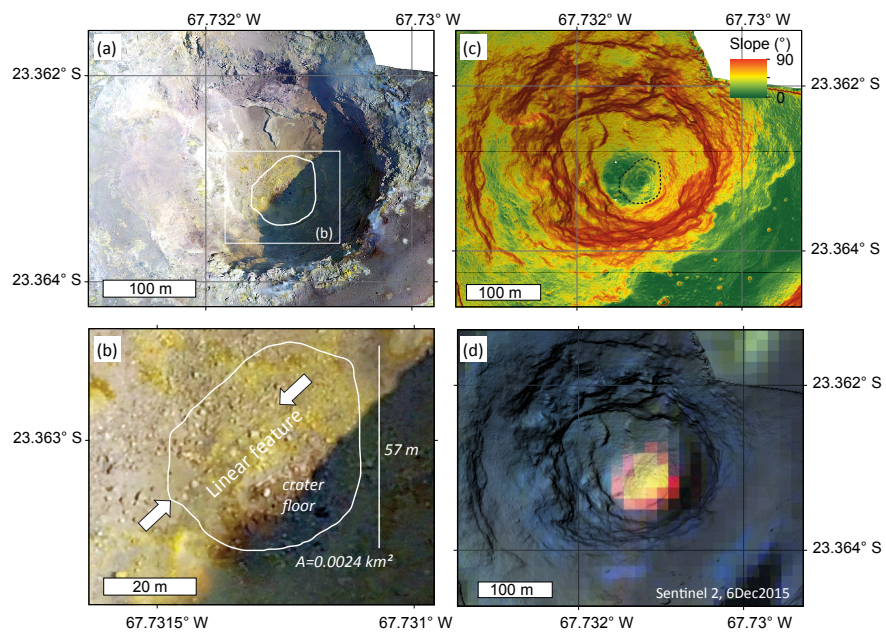 67.732° W
67.73° W
67.732° W
67.73° W
(a)
(c)
Slope (°)
90
0
23.362° S
23.362° S
(b)
23.364° S
23.364° S
100 m
100 m
(b)
(d)
23.362° S
23.363° S
Linear feature
57 m
crater
floor
23.364° S
A=0.0024 km²
20 m
100 m
Sentinel 2, 6Dec2015
67.7315° W
67.731° W
67.732° W
67.73° W